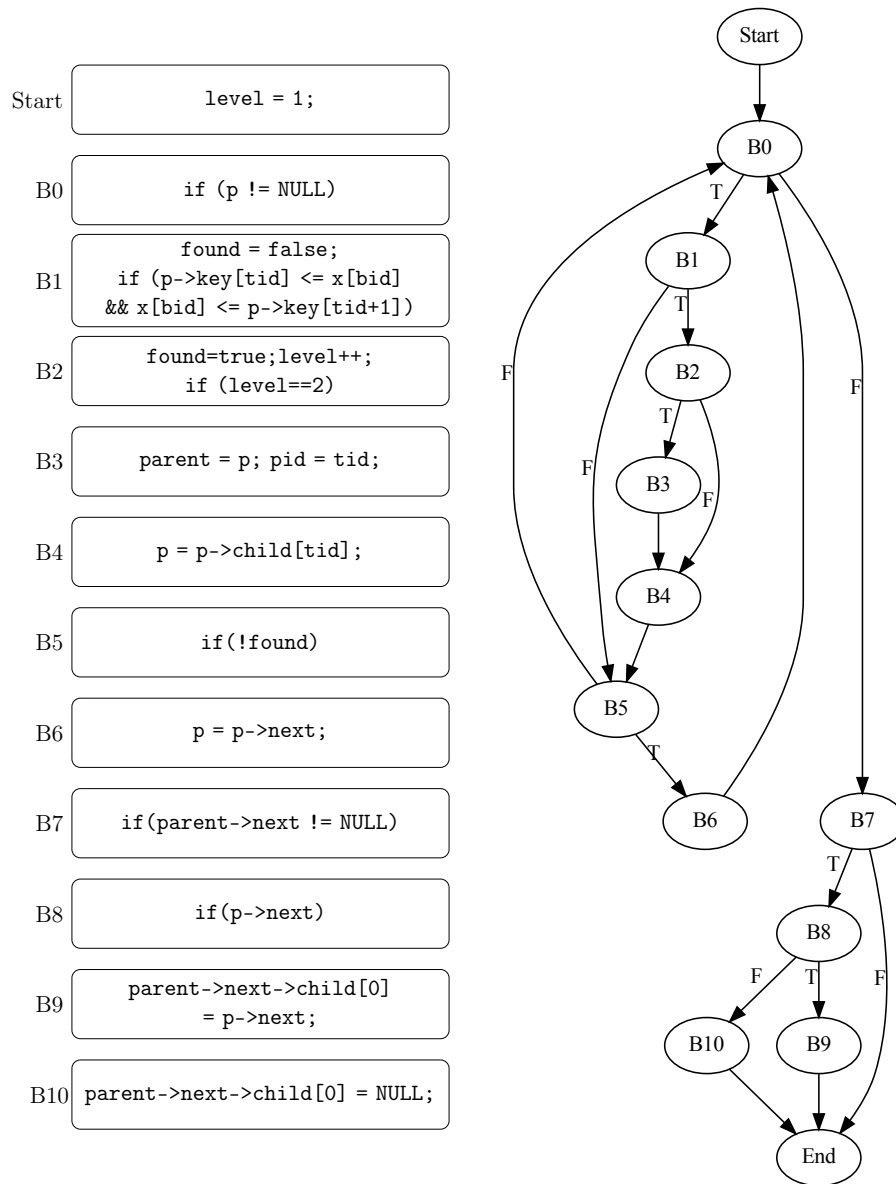 Start
level = 1;
B0
if (p != NULL)
B1
found = false;
if (p->key[tid] <= x[bid]
&& x[bid] <= p->key[tid+1])
B2
found=true;level++;
if (level==2)
B3
parent = p; pid = tid;
B4
p = p->child[tid];
B5
if(!found)
B6
p = p->next;
B7
if(parent->next != NULL)
B8
if(p->next)
B9
parent->next->child[0]
= p->next;
B10
parent->next->child[0] = NULL;
Start
B0
T
B1
T
B2
F
F
T
B3
F
F
B4
B5
T
B6
B7
T
B8
F
T
F
B10
B9
End